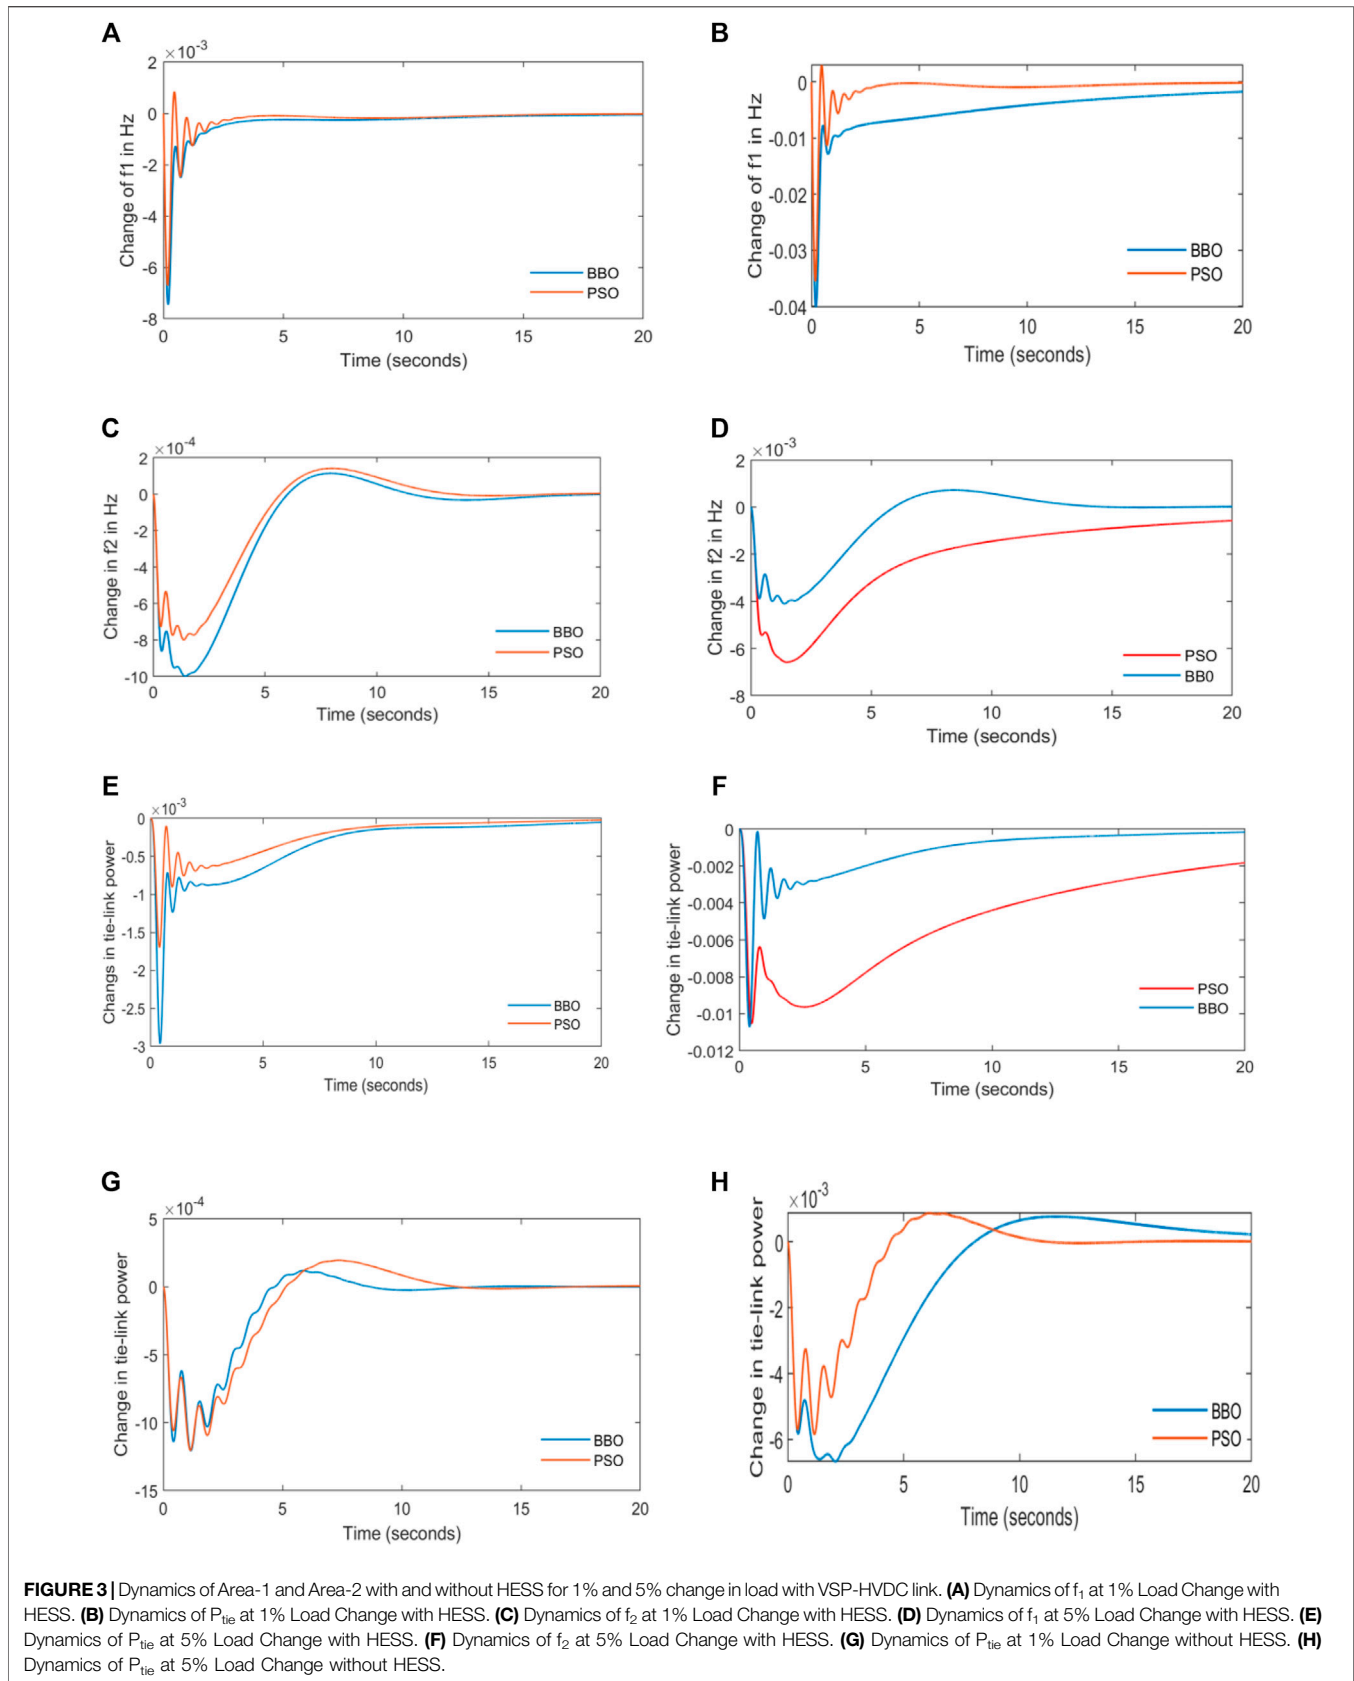 A
×10-3
2
0
-2
-4
-6
-8
0
5
10
15
20
Change of f1 in Hz
Time (seconds)
BBO
PSO
B
0
-0.01
-0.02
-0.03
-0.04
0
5
10
15
20
Change of f1 in Hz
Time (seconds)
BBO
PSO
C
×10-4
2
0
-2
-4
-6
-8
-10
0
5
10
15
20
Change in f2 in Hz
Time (seconds)
BBO
PSO
D
×10-3
2
0
-2
-4
-6
-8
0
5
10
15
20
Change in f2 in Hz
Time (seconds)
PSO
BB0
E
×10-3
0
-0.5
-1
-1.5
-2
-2.5
-3
0
5
10
15
20
Changs in tie-link power
Time (seconds)
BBO
PSO
F
0
-0.002
-0.004
-0.006
-0.008
-0.01
-0.012
0
5
10
15
20
Change in tie-link power
Time (seconds)
PSO
BBO
G
×10-4
5
0
-5
-10
-15
0
5
10
15
20
Change in tie-link power
Time (seconds)
BBO
PSO
H
×10-3
0
-2
-4
-6
0
5
10
15
20
Change in tie-link power
Time (seconds)
BBO
PSO
FIGURE 3 | Dynamics of Area-1 and Area-2 with and without HESS for 1% and 5% change in load with VSP-HVDC link. (A) Dynamics of f1 at 1% Load Change with
HESS. (B) Dynamics of Ptie at 1% Load Change with HESS. (C) Dynamics of f2 at 1% Load Change with HESS. (D) Dynamics of f1 at 5% Load Change with HESS. (E)
Dynamics of Ptie at 5% Load Change with HESS. (F) Dynamics of f2 at 5% Load Change with HESS. (G) Dynamics of Ptie at 1% Load Change without HESS. (H)
Dynamics of Ptie at 5% Load Change without HESS.